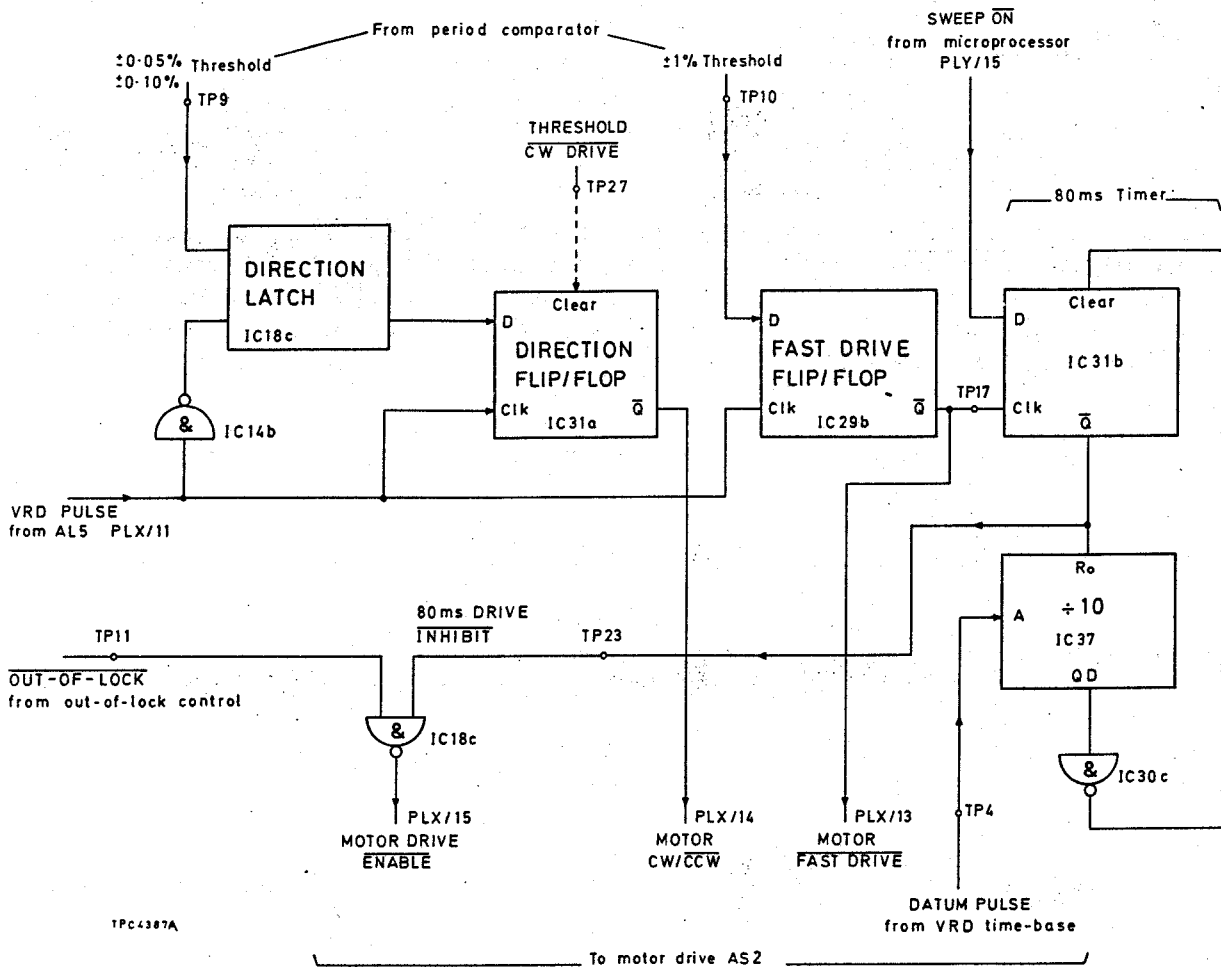 From period comparator
SWEEP ON
from microprocessor
PLY/15
±0·05% Threshold
±0·10%
TP9
±1% Threshold
TP10
THRESHOLD
CW DRIVE
TP27
80ms Timer
DIRECTION
LATCH
IC18c
Clear
D
DIRECTION
FLIP/FLOP
Clk
Q
IC31a
D
FAST DRIVE
FLIP/FLOP
Clk
Q
IC29b
TP17
Clear
D
IC31b
Clk
Q
&
IC14b
VRD PULSE
from AL5 PLX/11
Ro
A
÷10
IC37
QD
TP11
80ms DRIVE
INHIBIT
TP23
OUT-OF-LOCK
from out-of-lock control
&
IC18c
&
IC30c
TP4
PLX/15
MOTOR DRIVE
ENABLE
PLX/14
MOTOR
CW/CCW
PLX/13
MOTOR
FAST DRIVE
DATUM PULSE
from VRD time-base
TPC4387A
To motor drive AS2